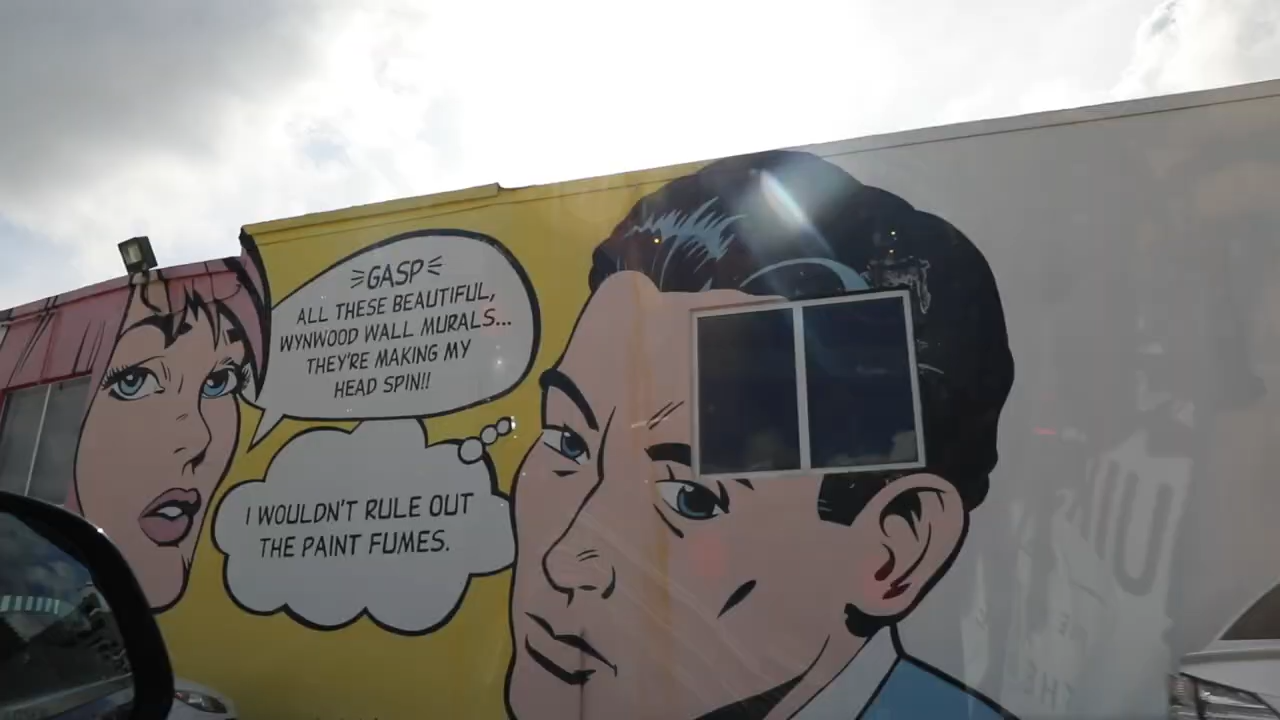 GASP
ALL THESE BEAUTIFUL,
WYNWOOD WALL MURALS...
THEY'RE MAKING MY
HEAD SPIN!!
I WOULDN'T RULE OUT
THE PAINT FUMES.